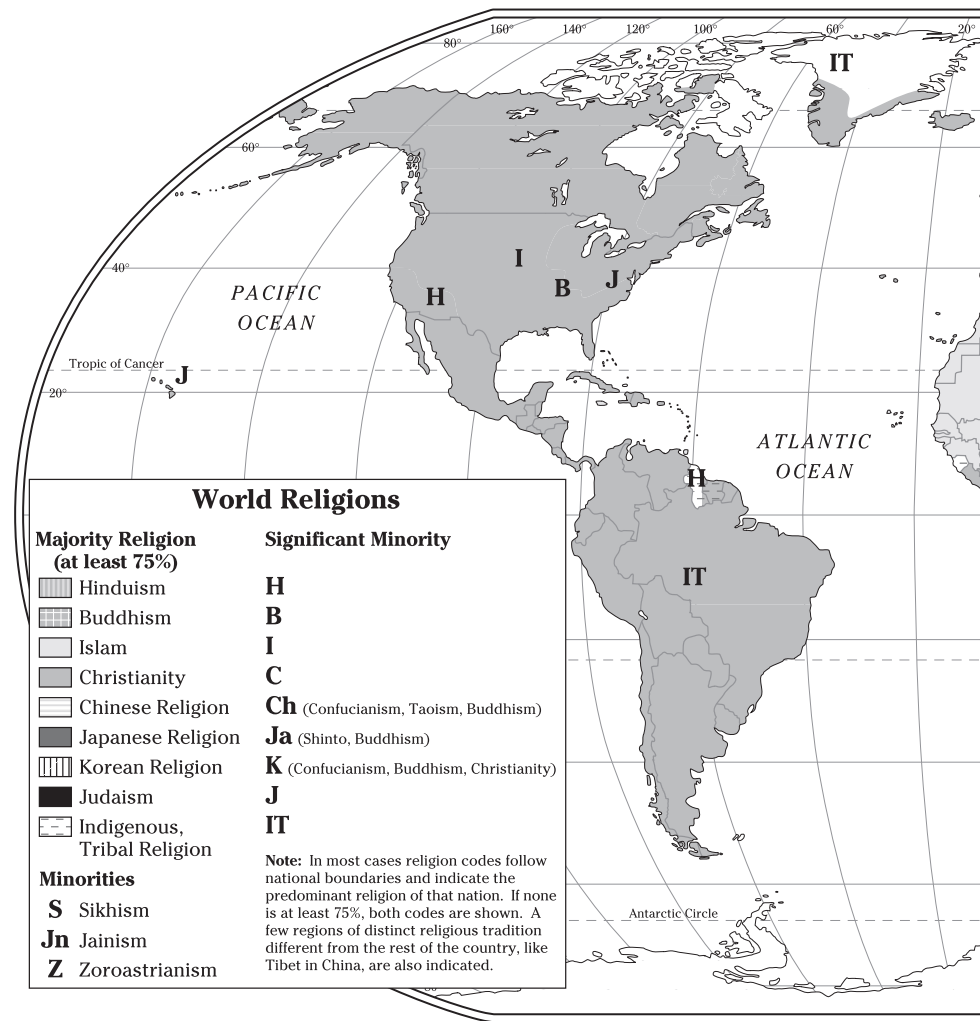 160° 140° 120° 100° 60° 20°
80°
IT
60°
I
40°
J
B
H
PACIFIC
OCEAN
Tropic of Cancer
J
20°
ATLANTIC
OCEAN
H
IT
World Religions
Majority Religion
(at least 75%)
Significant Minority
Hinduism H
Buddhism B
Islam I
Christianity C
Chinese Religion Ch (Confucianism, Taoism, Buddhism)
Japanese Religion Ja (Shinto, Buddhism)
Korean Religion K (Confucianism, Buddhism, Christianity)
Judaism J
Indigenous, IT
Tribal Religion
Minorities
S Sikhism
Jn Jainism
Z Zoroastrianism
Note: In most cases religion codes follow
national boundaries and indicate the
predominant religion of that nation. If none
is at least 75%, both codes are shown. A
few regions of distinct religious tradition
different from the rest of the country, like
Tibet in China, are also indicated.
Antarctic Circle